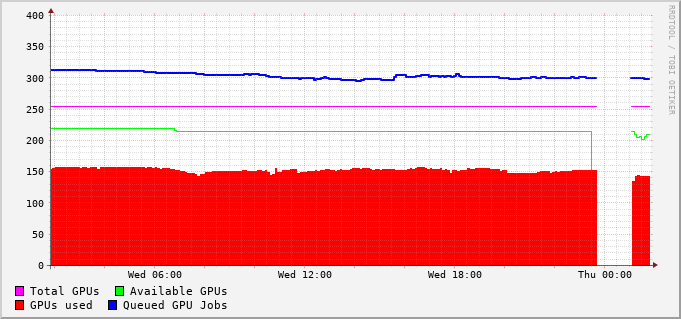 400
350
300
250
200
150
100
50
0
Wed 06:00 Wed 12:00 Wed 18:00 Thu 00:00
Total GPUs Available GPUs
GPUs used Queued GPU Jobs
RRDTOOL / TOBI OETIKER